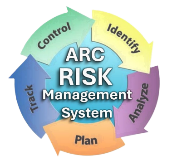 Control
Identify
ARC
RISK
Management
System
Track
Analyze
Plan